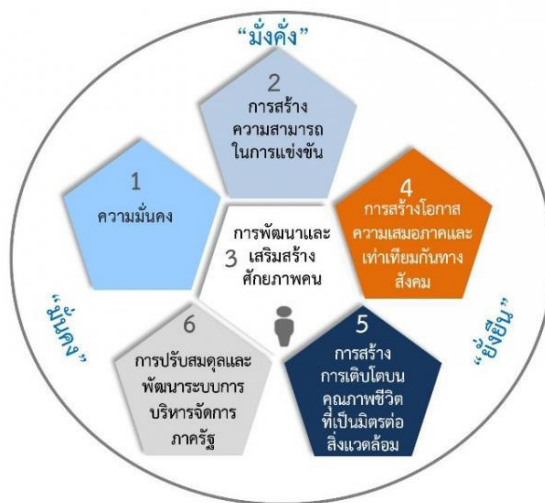 “มั่งคั่ง”
2
การสร้าง
ความสามารถ
ในการแข่งขัน
1
ความมั่นคง
4
การสร้างโอกาส
ความเสมอภาคและ
เท่าเทียมกันทาง
สังคม
การพัฒนาและ
3 เสริมสร้าง
ศักยภาพคน
“มั่นคง”
“ยั่งยืน”
6
การปรับสมดุลและ
พัฒนาระบบการ
บริหารจัดการ
ภาครัฐ
5
การสร้าง
การเติบโตบน
คุณภาพชีวิต
ที่เป็นมิตรต่อ
สิ่งแวดล้อม